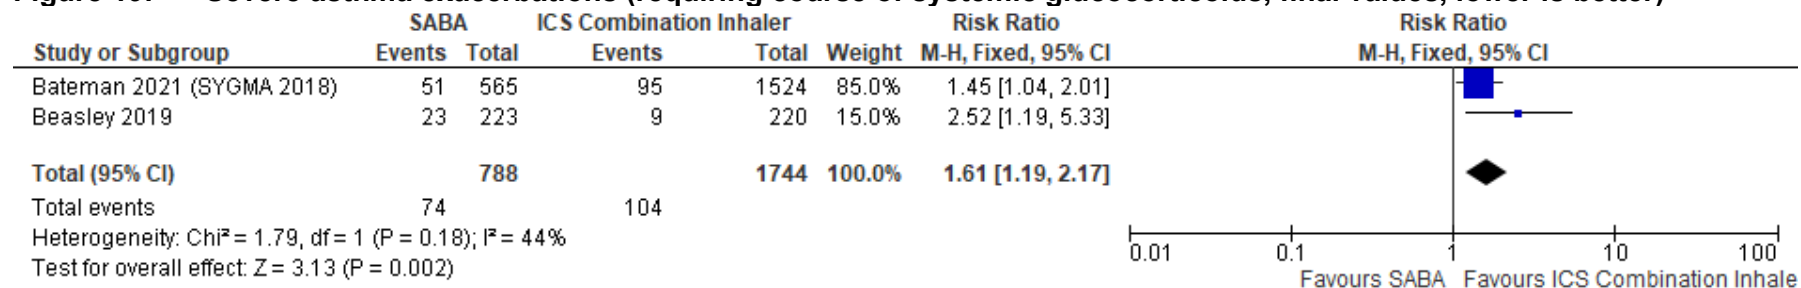 SABA ICS Combination Inhaler Risk Ratio Risk Ratio
Study or Subgroup Events Total Events Total Weight M-H, Fixed, 95% CI M-H, Fixed, 95% CI
Bateman 2021 (SYGMA 2018) 51 565 95 1524 85.0% 1.45 [1.04, 2.01]
Beasley 2019 23 223 9 220 15.0% 2.52 [1.19, 5.33]
Total (95% CI) 788 1744 100.0% 1.61 [1.19, 2.17]
Total events 74 104
Heterogeneity: Chi² = 1.79, df = 1 (P = 0.18); I² = 44%
Test for overall effect: Z = 3.13 (P = 0.002)
0.01 0.1 1 10 100
Favours SABA Favours ICS Combination Inhale